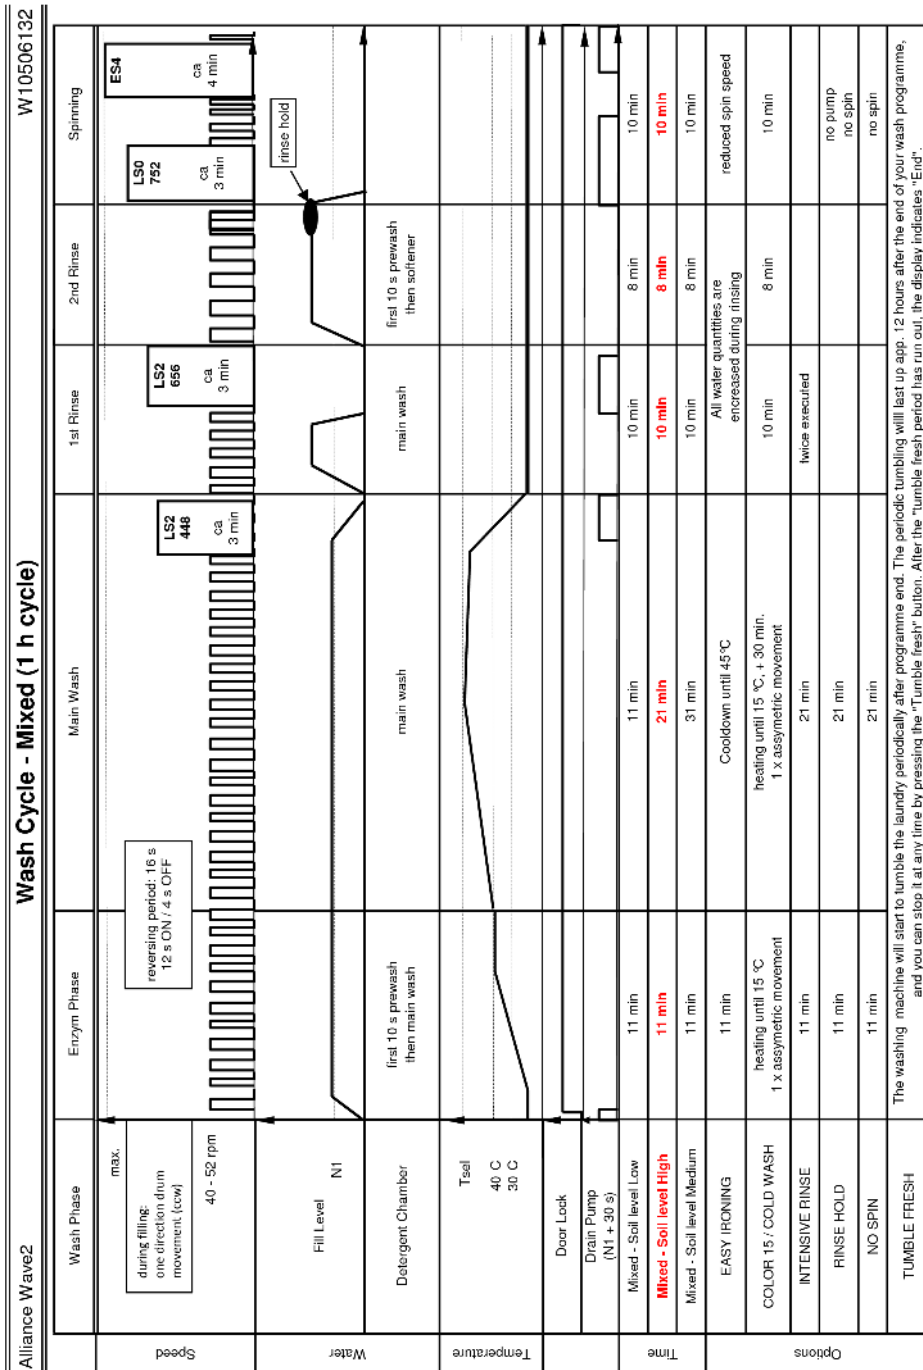 Alliance Wave2
Wash Cycle - Mixed (1 h cycle)
W10506132
Wash Phase
Enzym Phase
Main Wash
1st Rinse
2nd Rinse
Spinning
Speed
max.
during filling:
one direction drum
movement (ccw)
40 - 52 rpm
reversing period: 16 s
12 s ON / 4 s OFF
LS2
448
ca
3 min
LS2
656
ca
3 min
LS0
752
ca
3 min
ES4
ca
4 min
Water
Fill Level
N1
rinse hold
Detergent Chamber
first 10 s prewash
then main wash
main wash
main wash
first 10 s prewash
then softener
Temperature
Tsel
40 C
30 C
Door Lock
Drain Pump
(N1 + 30 s)
Time
Mixed - Soil level Low
11 min
11 min
10 min
8 min
10 min
Mixed - Soil level High
11 min
21 min
10 min
8 min
10 min
Mixed - Soil level Medium
11 min
31 min
10 min
8 min
10 min
Options
EASY IRONING
11 min
Cooldown until 45°C
All water quantities are
encreased during rinsing
reduced spin speed
COLOR 15 / COLD WASH
heating until 15 °C
1 x assymetric movement
heating until 15 °C, + 30 min.
1 x assymetric movement
10 min
8 min
10 min
INTENSIVE RINSE
11 min
21 min
twice executed
RINSE HOLD
11 min
21 min
no pump
no spin
NO SPIN
11 min
21 min
no spin
TUMBLE FRESH
The washing machine will start to tumble the laundry periodically after programme end. The periodic tumbling willl last up app. 12 hours after the end of your wash programme,
and you can stop it at any time by pressing the "Tumble fresh" button. After the "tumble fresh period has run out, the display indicates "End".